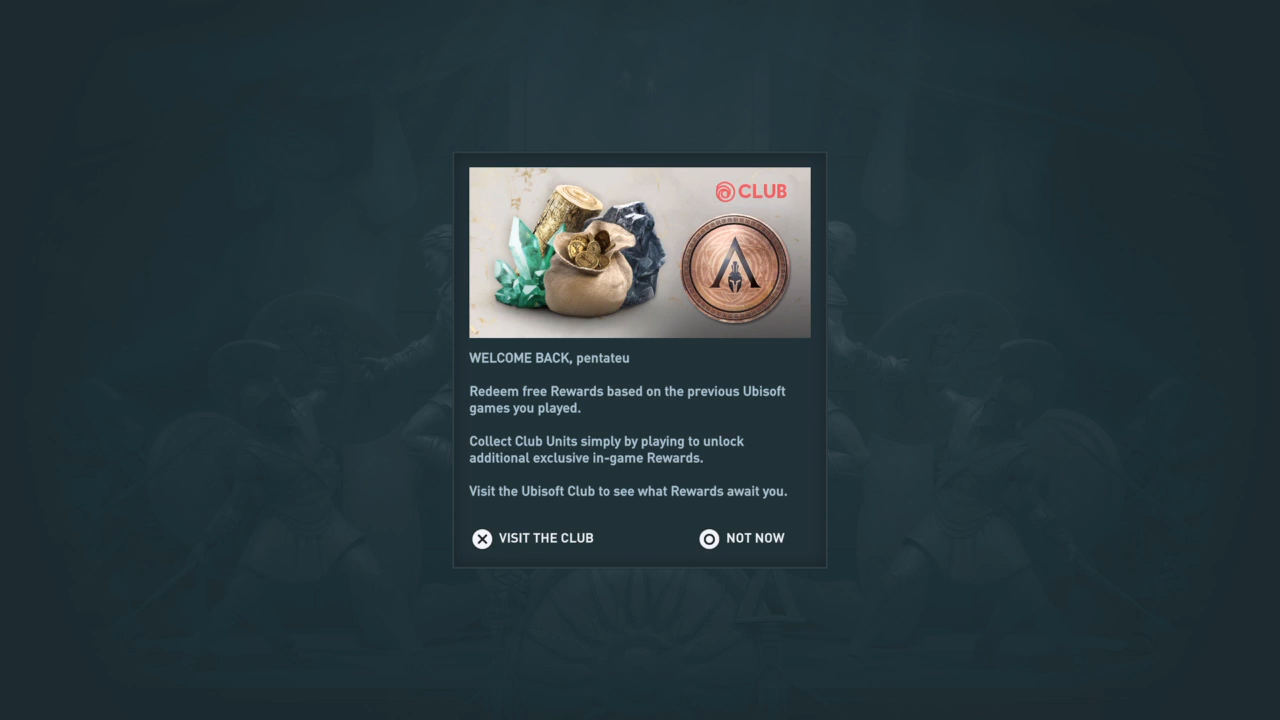 CLUB
WELCOME BACK, pentateu
Redeem free Rewards based on the previous Ubisoft
games you played.
Collect Club Units simply by playing to unlock
additional exclusive in-game Rewards.
Visit the Ubisoft Club to see what Rewards await you.
VISIT THE CLUB
NOT NOW